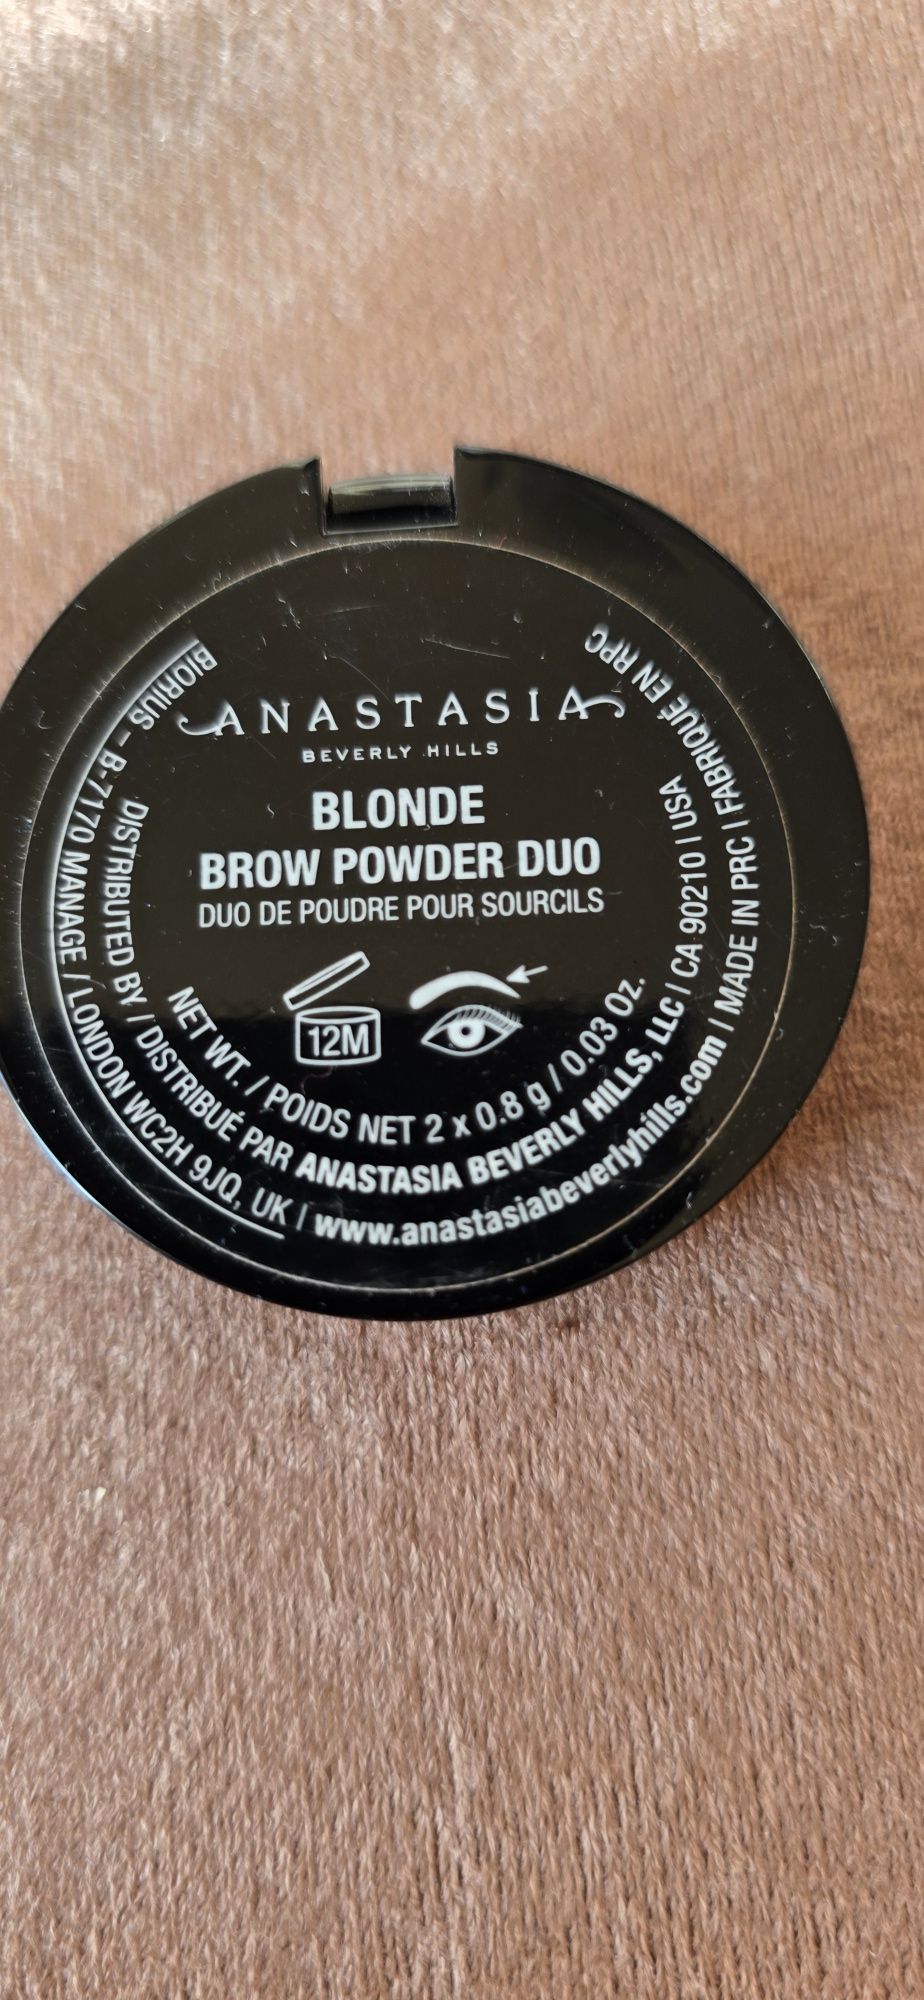 ANASTASIA
BEVERLY HILLS
BLONDE
BROW POWDER DUO
DUO DE POUDRE POUR SOURCILS
12M
NET WT. / POIDS NET 2 x 0.8 g / 0.03 Oz.
DISTRIBUTED BY / DISTRIBUÉ PAR ANASTASIA BEVERLY HILLS, LLC | CA 90210 | USA
BIORIUS – B-7170 MANAGE / LONDON WC2H 9JQ, UK | www.anastasiabeverlyhills.com | MADE IN PRC | FABRIQUÉ EN RPC